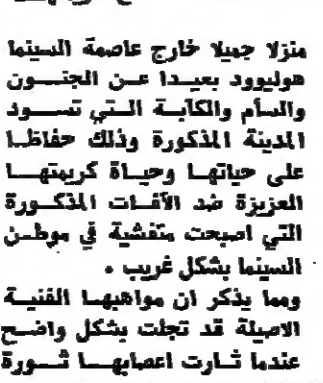 منزلا جميلا خارج عاصمة السينما
هوليوود بعيدا عن الجنون
والسأم والكآبة التي تسود
المدينة المذكورة وذلك حفاظا
على حياتها وحياة كريمتها
العزيزة ضد الآفات المذكورة
التي اصبحت متفشية في موطن
السينما بشكل غريب .
ومما يذكر ان مواهبها الفنية
الاصيلة قد تجلت بشكل واضح
عندما ثارت اعصابها ثورة